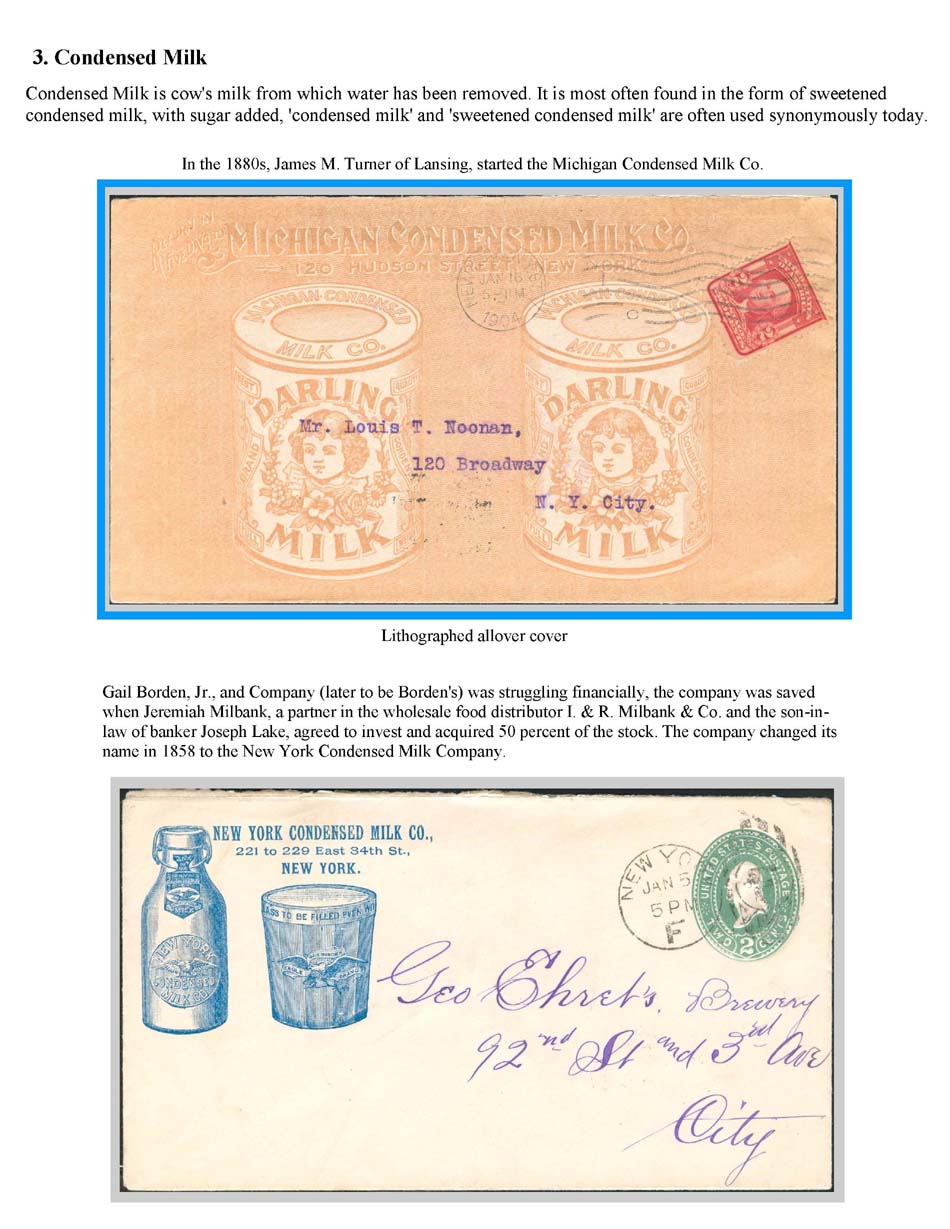 3. Condensed Milk
Condensed Milk is cow's milk from which water has been removed. It is most often found in the form of sweetened
condensed milk, with sugar added, 'condensed milk' and 'sweetened condensed milk' are often used synonymously today.
In the 1880s, James M. Turner of Lansing, started the Michigan Condensed Milk Co.
MICHIGAN CONDENSED MILK CO.
120 HUDSON STREET, NEW YORK
JAN 16
1904
MICHIGAN CONDENSED
MILK CO.
DARLING
MILK
MICHIGAN CONDENSED
MILK CO.
DARLING
MILK
Mr. Louis T. Noonan,
120 Broadway
N. Y. City.
Lithographed allover cover
Gail Borden, Jr., and Company (later to be Borden's) was struggling financially, the company was saved
when Jeremiah Milbank, a partner in the wholesale food distributor I. & R. Milbank & Co. and the son-in-
law of banker Joseph Lake, agreed to invest and acquired 50 percent of the stock. The company changed its
name in 1858 to the New York Condensed Milk Company.
NEW YORK CONDENSED MILK CO.,
221 to 229 East 34th St.,
NEW YORK.
NEW YORK
CONDENSED
MILK CO.
TO BE FILLED
EAGLE BRAND
NEW YO
JAN 5
5 PM
F
UNITED STATES POSTAGE
TWO 2 CENTS
Geo Ehret's. Brewery
92nd St and 3rd Ave
City